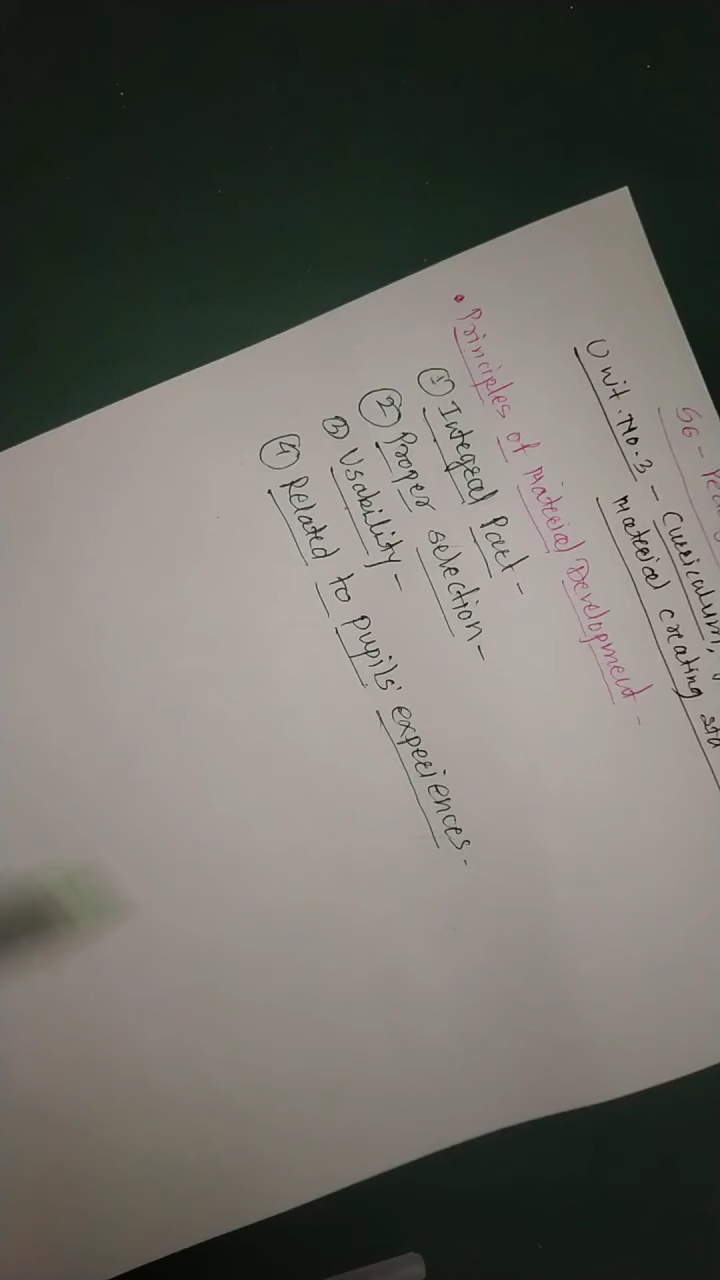 S6 -
Unit. No. 3 - Curriculum,
Material creating
• Principles of Material Development -
① Integral Part -
② Proper selection -
③ Usability -
④ Related to pupils' experiences -